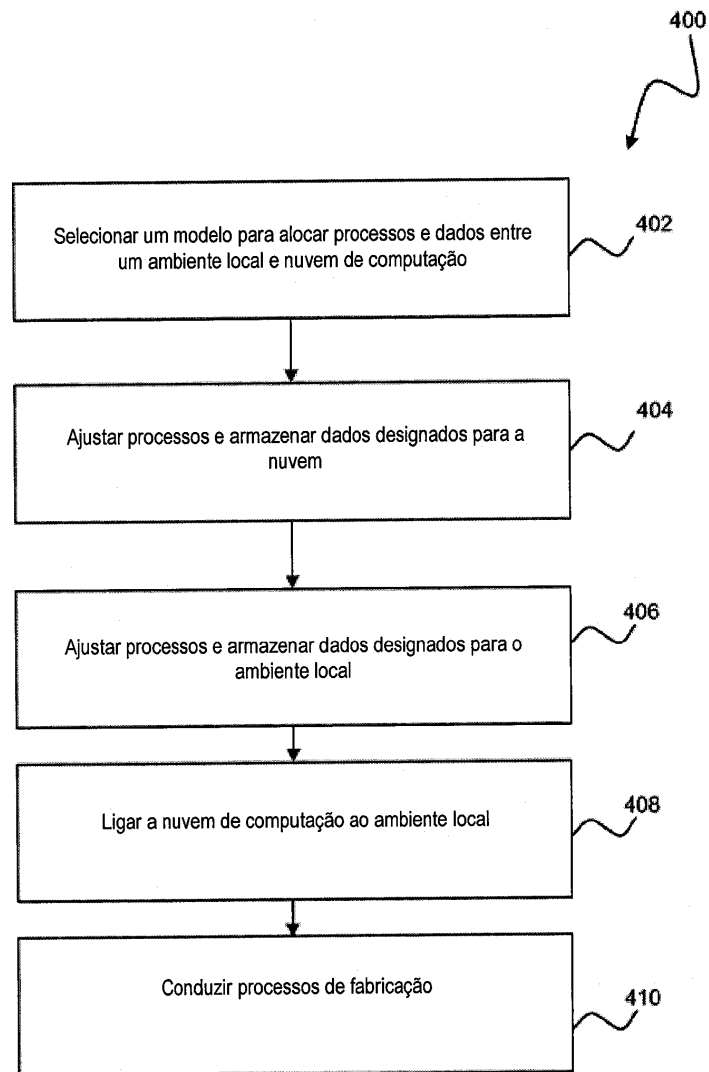 400
Selecionar um modelo para alocar processos e dados entre
um ambiente local e nuvem de computação
402
Ajustar processos e armazenar dados designados para a
nuvem
404
Ajustar processos e armazenar dados designados para o
ambiente local
406
Ligar a nuvem de computação ao ambiente local
408
Conduzir processos de fabricação
410